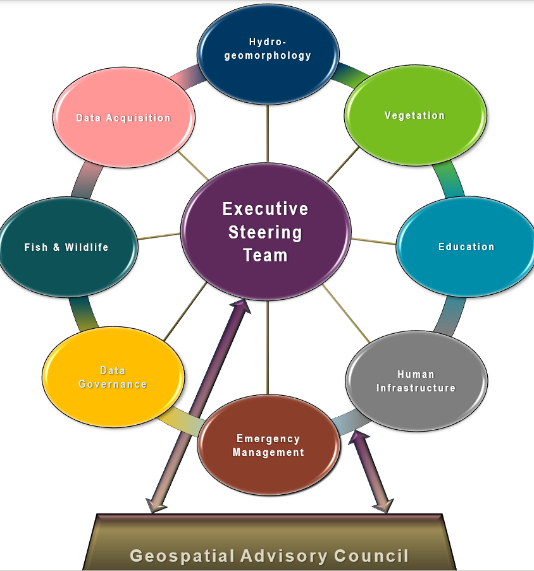 Hydro-
geomorphology
Data Acquisition
Vegetation
Executive
Steering
Team
Fish & Wildlife
Education
Data
Governance
Human
Infrastructure
Emergency
Management
Geospatial Advisory Council